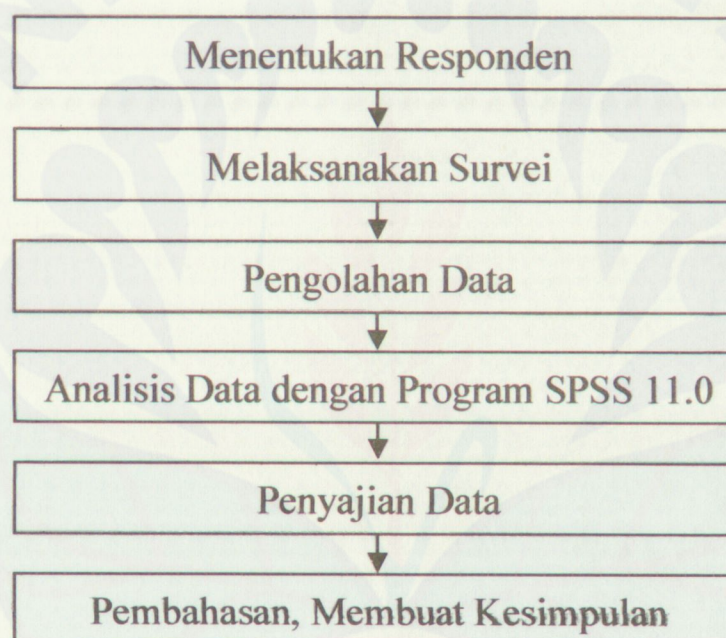 Menentukan Responden
Melaksanakan Survei
Pengolahan Data
Analisis Data dengan Program SPSS 11.0
Penyajian Data
Pembahasan, Membuat Kesimpulan